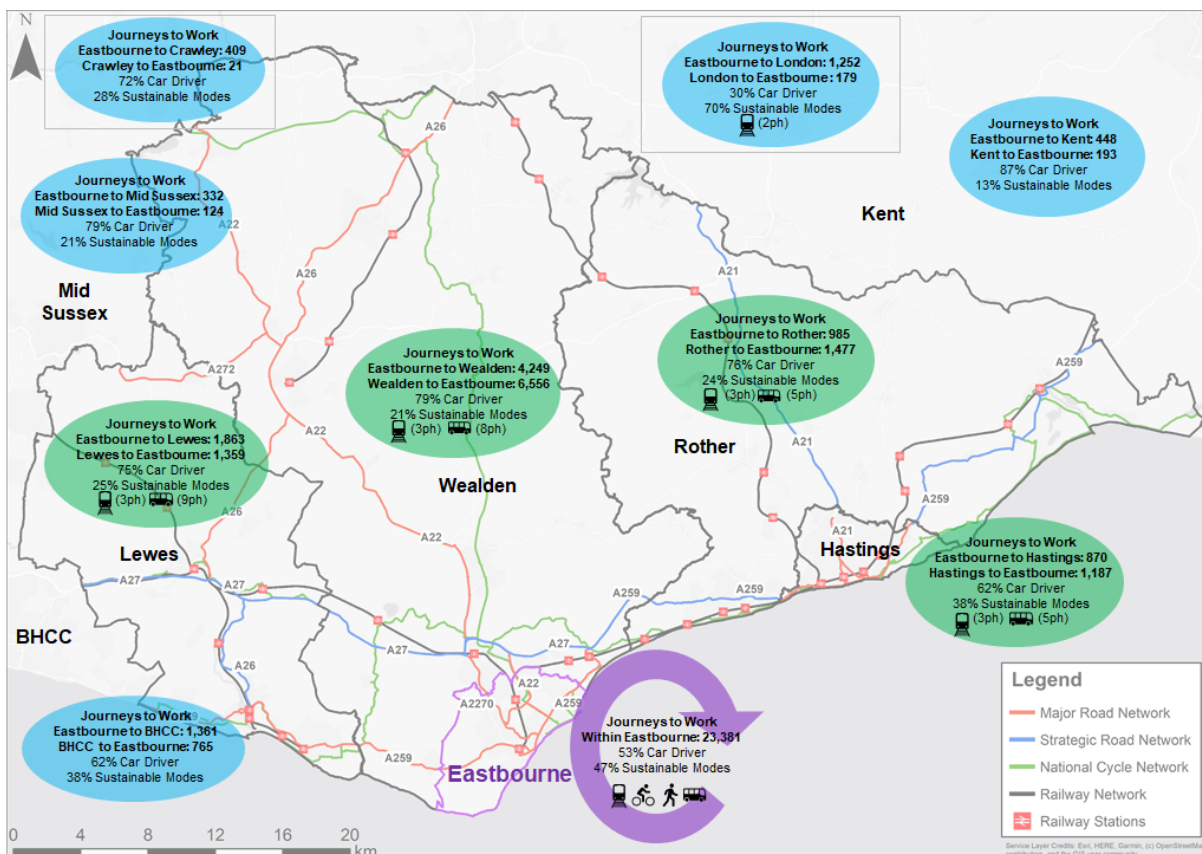 N
Journeys to Work
Eastbourne to Crawley: 409
Crawley to Eastbourne: 21
72% Car Driver
28% Sustainable Modes
Journeys to Work
Eastbourne to London: 1,252
London to Eastbourne: 179
30% Car Driver
70% Sustainable Modes
(2ph)
Journeys to Work
Eastbourne to Kent: 448
Kent to Eastbourne: 193
87% Car Driver
13% Sustainable Modes
Journeys to Work
Eastbourne to Mid Sussex: 332
Mid Sussex to Eastbourne: 124
79% Car Driver
21% Sustainable Modes
A26
A22
A26
Kent
A21
Mid
Sussex
A272
Journeys to Work
Eastbourne to Wealden: 4,249
Wealden to Eastbourne: 6,556
79% Car Driver
21% Sustainable Modes
(3ph) (8ph)
Journeys to Work
Eastbourne to Rother: 985
Rother to Eastbourne: 1,477
76% Car Driver
24% Sustainable Modes
(3ph) (5ph)
A259
Journeys to Work
Eastbourne to Lewes: 1,863
Lewes to Eastbourne: 1,359
75% Car Driver
25% Sustainable Modes
(3ph) (9ph)
A22
A21
Rother
Wealden
A259
A26
A22
A21
Lewes
Hastings
Journeys to Work
Eastbourne to Hastings: 870
Hastings to Eastbourne: 1,187
62% Car Driver
38% Sustainable Modes
(3ph) (5ph)
A27
A27
A259
A259
BHCC
A27
A27
A26
A22
A2270
A259
Journeys to Work
Eastbourne to BHCC: 1,361
BHCC to Eastbourne: 765
62% Car Driver
38% Sustainable Modes
A259
Eastbourne
Journeys to Work
Within Eastbourne: 23,381
53% Car Driver
47% Sustainable Modes
Legend
Major Road Network
Strategic Road Network
National Cycle Network
Railway Network
Railway Stations
0 4 8 12 16 20
km
Service Layer Credits: Esri, HERE, Garmin, (c) OpenStreetMa